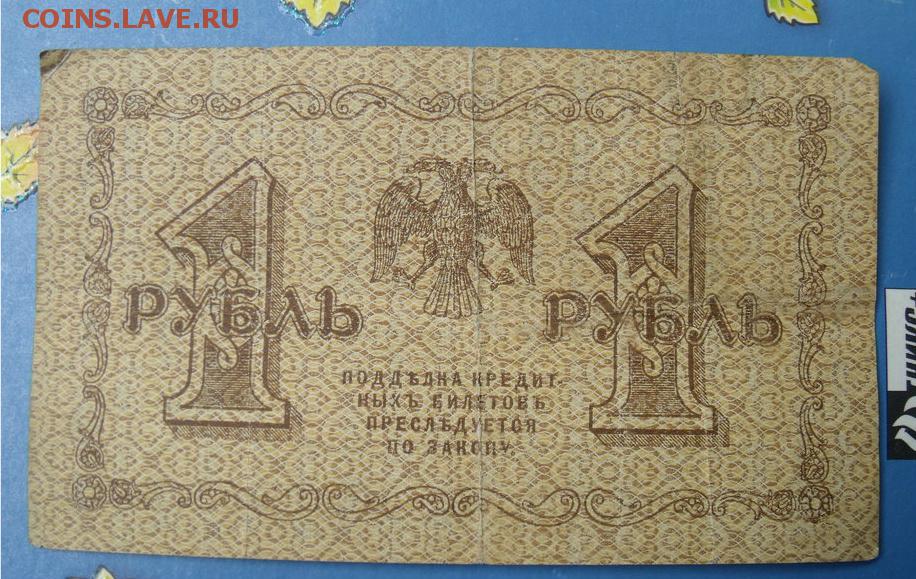 COINS.LAVE.RU
1 1
РУБЛЬ РУБЛЬ
ПОДДѢЛКА КРЕДИТ-
НЫХЪ БИЛЕТОВЪ
ПРЕСЛѢДУЕТСЯ
ПО ЗАКОНУ.